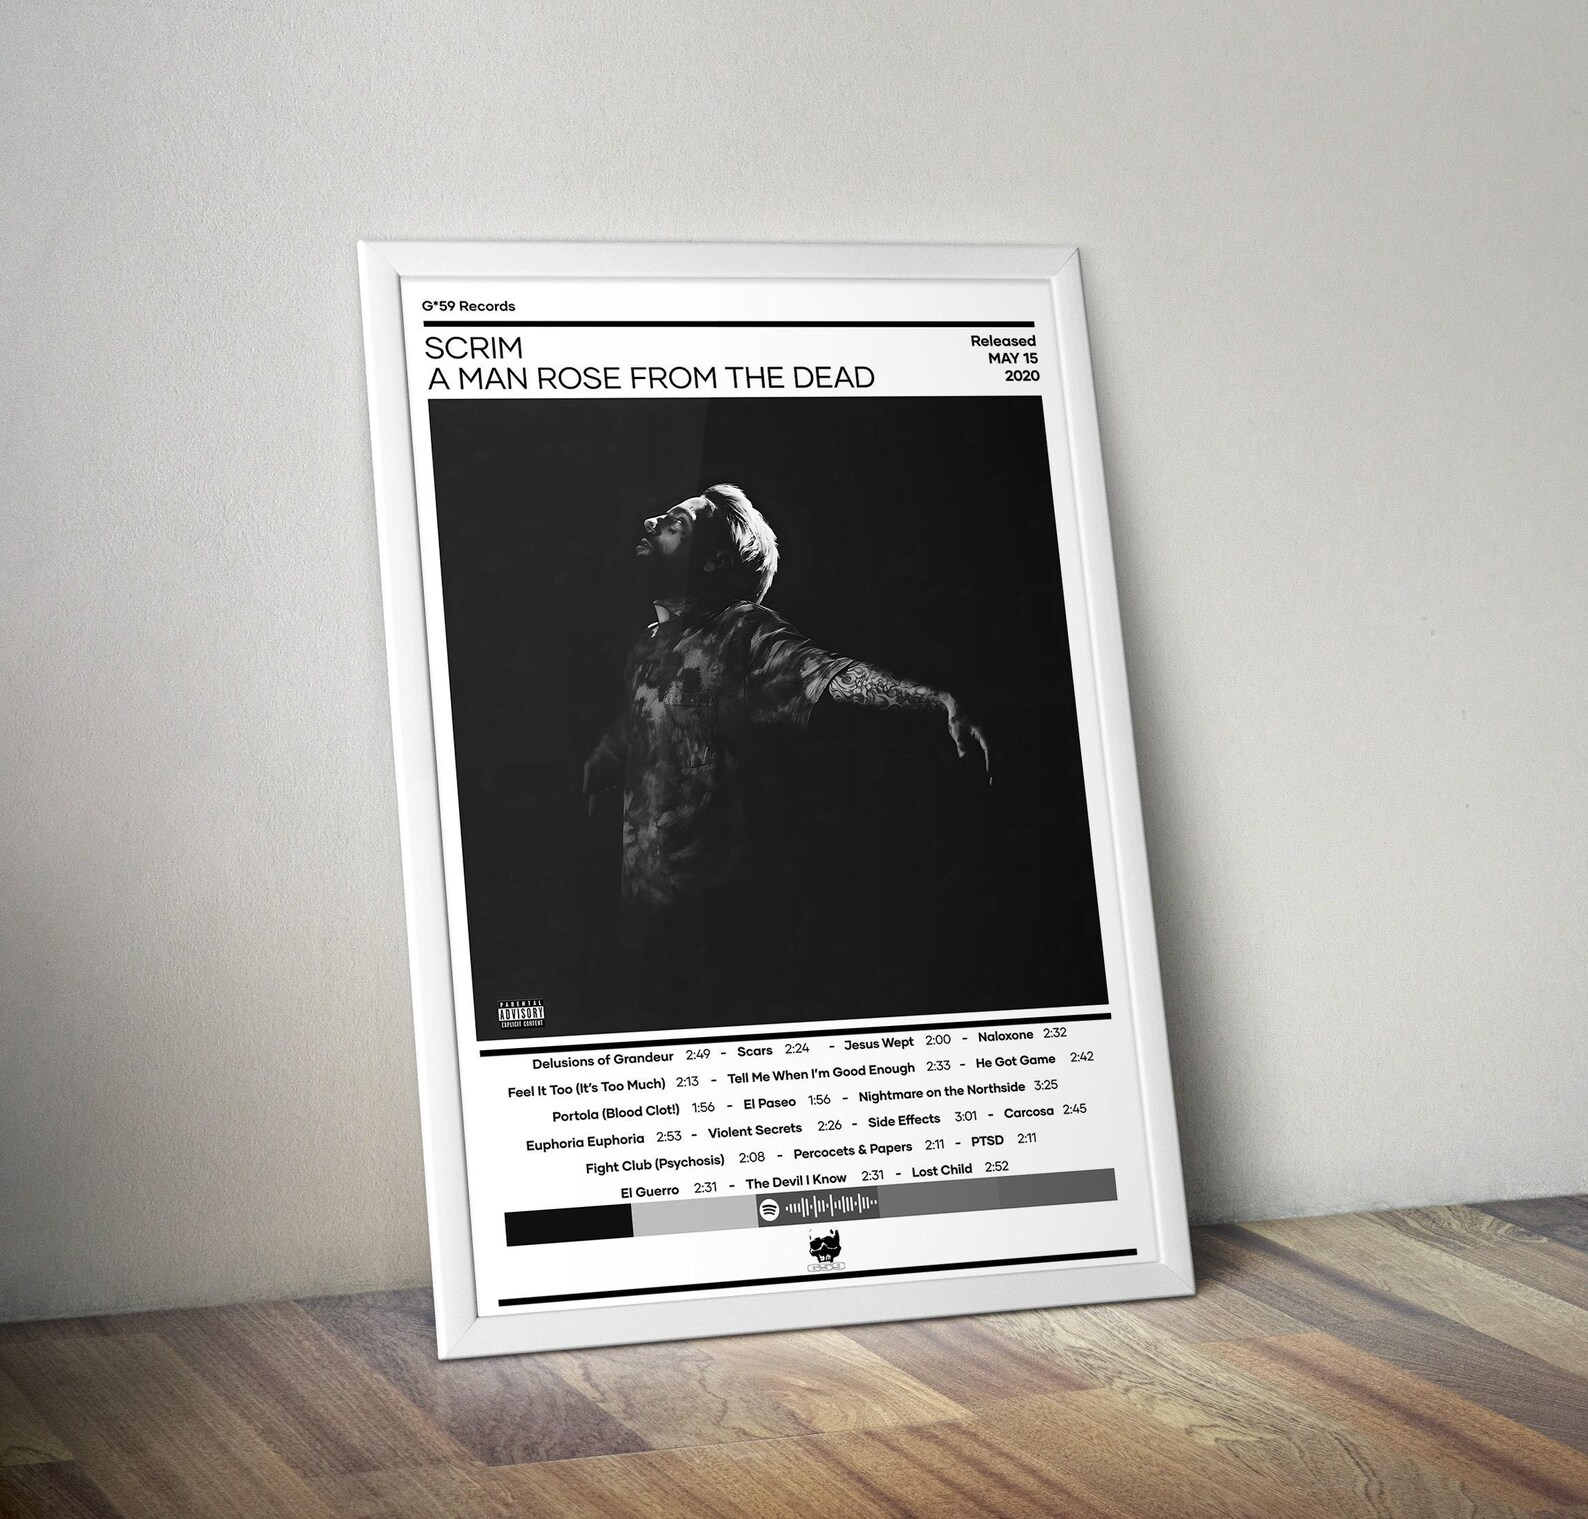 G*59 Records
SCRIM
A MAN ROSE FROM THE DEAD
Released
MAY 15
2020
PARENTAL
ADVISORY
EXPLICIT CONTENT
Delusions of Grandeur 2:49 - Scars 2:24 - Jesus Wept 2:00 - Naloxone 2:32
Feel It Too (It's Too Much) 2:13 - Tell Me When I'm Good Enough 2:33 - He Got Game 2:42
Portola (Blood Clot!) 1:56 - El Paseo 1:56 - Nightmare on the Northside 3:25
Euphoria Euphoria 2:53 - Violent Secrets 2:26 - Side Effects 3:01 - Carcosa 2:45
Fight Club (Psychosis) 2:08 - Percocets & Papers 2:11 - PTSD 2:11
El Guerro 2:31 - The Devil I Know 2:31 - Lost Child 2:52
G59